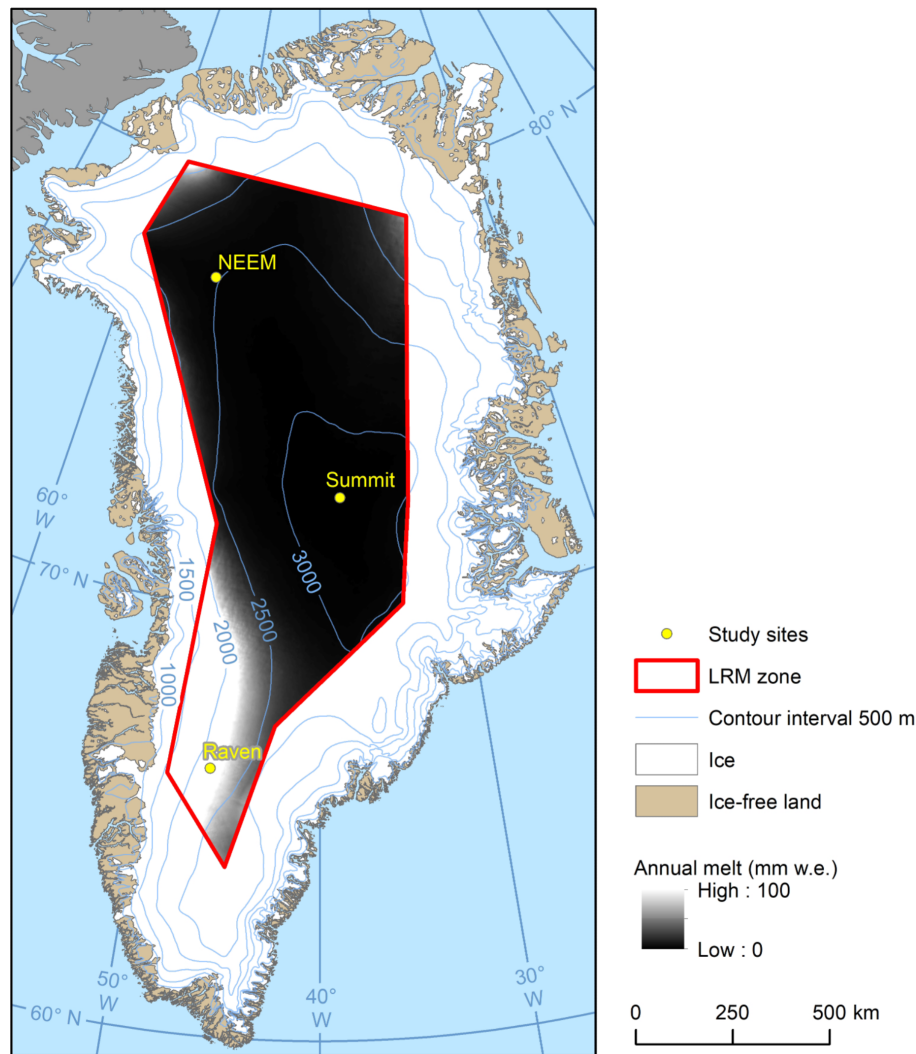 80° N
NEEM
Summit
60°
W
70° N
3000
1500
2500
2000
1000
Raven
50°
W
40°
W
30°
W
60° N
Study sites
LRM zone
Contour interval 500 m
Ice
Ice-free land
Annual melt (mm w.e.)
High : 100
Low : 0
0 250 500 km